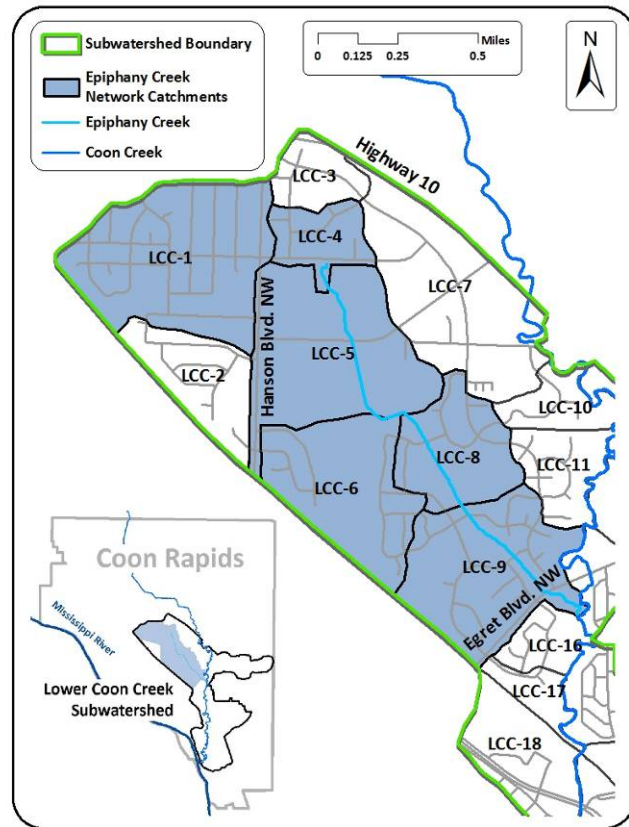 Subwatershed Boundary
Epiphany Creek
Network Catchments
Epiphany Creek
Coon Creek
Miles
0 0.125 0.25 0.5
N
Highway 10
LCC-3
LCC-4
LCC-1
LCC-7
Hanson Blvd. NW
LCC-5
LCC-2
LCC-10
LCC-11
LCC-8
LCC-6
LCC-9
Egret Blvd. NW
LCC-16
LCC-17
LCC-18
Coon Rapids
Mississippi
River
Lower Coon Creek
Subwatershed